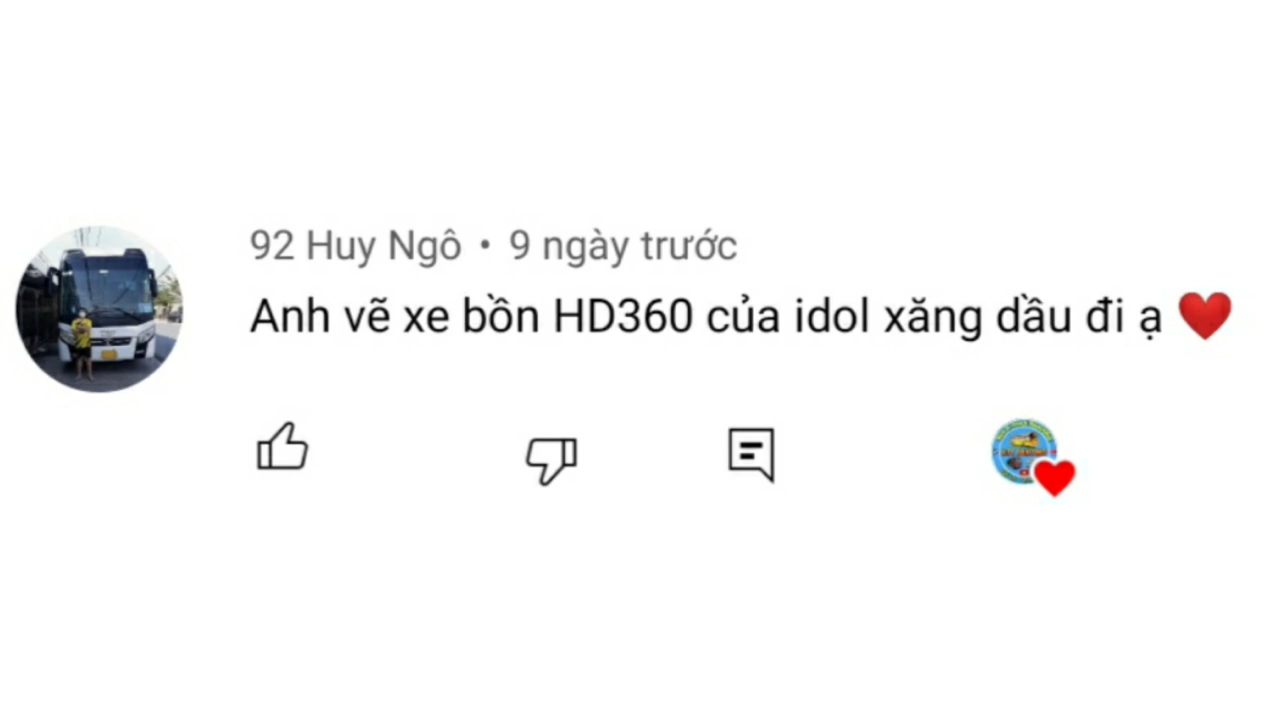 92 Huy Ngô • 9 ngày trước
Anh vẽ xe bồn HD360 của idol xăng dầu đi ạ ❤️